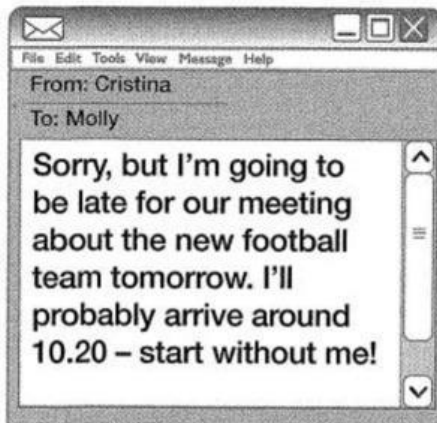 File Edit Tools View Message Help
From: Cristina
To: Molly
Sorry, but I'm going to
be late for our meeting
about the new football
team tomorrow. I'll
probably arrive around
10.20 – start without me!